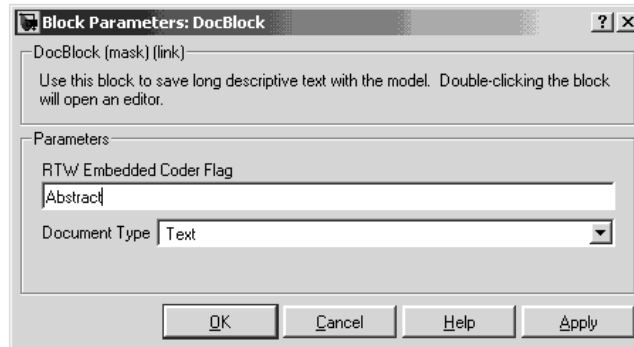 Block Parameters: DocBlock
DocBlock (mask) (link)
Use this block to save long descriptive text with the model. Double-clicking the block
will open an editor.
Parameters
RTW Embedded Coder Flag
Abstract
Document Type Text
OK Cancel Help Apply